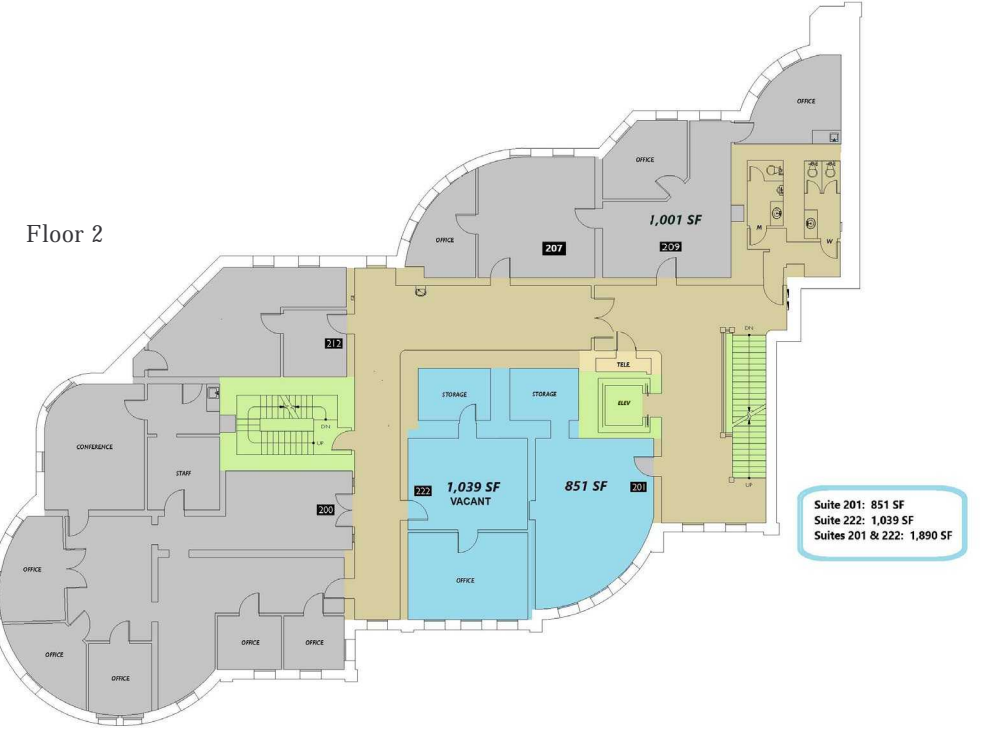 OFFICE
OFFICE
1,001 SF
209
M
W
OFFICE
207
Floor 2
212
DN
TELE.
STORAGE
STORAGE
ELEV
CONFERENCE
DN
UP
STAFF
222
1,039 SF
VACANT
851 SF
201
UP
200
Suite 201: 851 SF
Suite 222: 1,039 SF
Suites 201 & 222: 1,890 SF
OFFICE
OFFICE
OFFICE
OFFICE
OFFICE
OFFICE